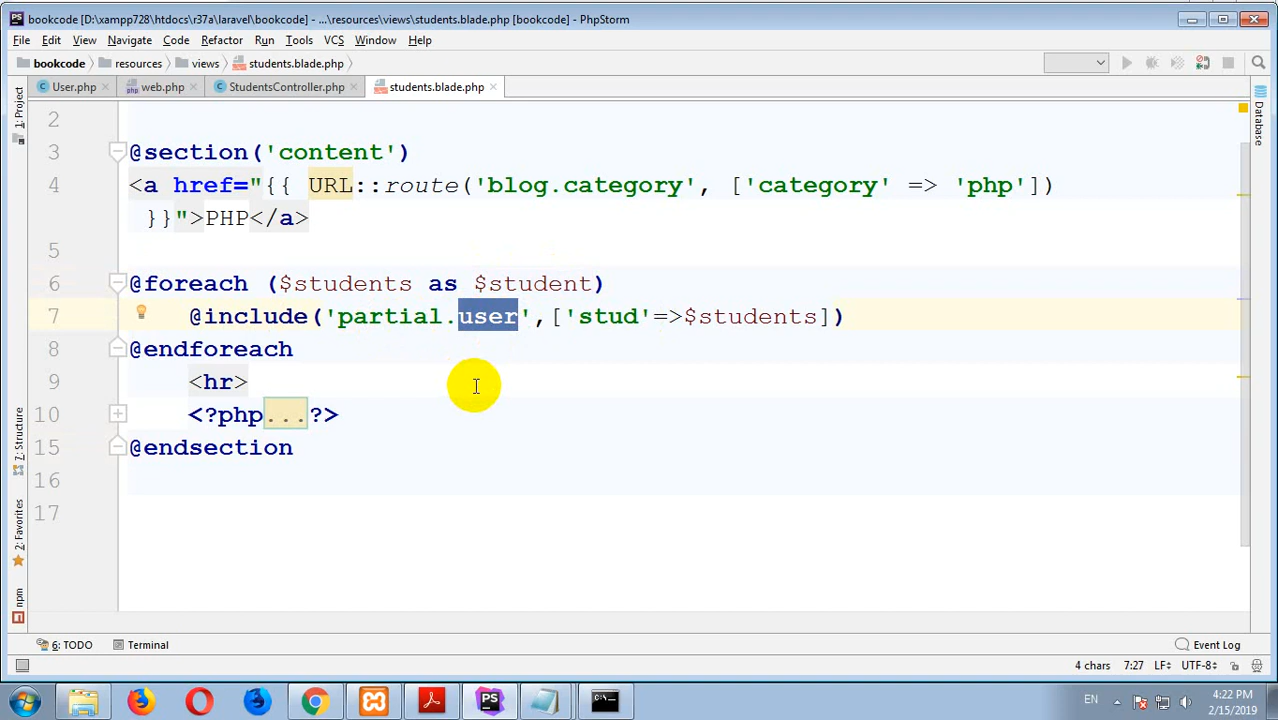 bookcode [D:\xampp728\htdocs\r37a\laravel\bookcode] - ...\resources\views\students.blade.php [bookcode] - PhpStorm
File Edit View Navigate Code Refactor Run Tools VCS Window Help
bookcode resources views students.blade.php
User.php web.php StudentsController.php students.blade.php
1: Project
Database
2
3 @section('content')
4 <a href="{{ URL::route('blog.category', ['category' => 'php'])
}}">PHP</a>
5
6 @foreach ($students as $student)
7 @include('partial.user',['stud'=>$students])
8 @endforeach
9 <hr>
10 <?php...?>
15 @endsection
16
17
7: Structure
2: Favorites
npm
6: TODO Terminal Event Log
4 chars 7:27 LF UTF-8
EN 4:22 PM
2/15/2019